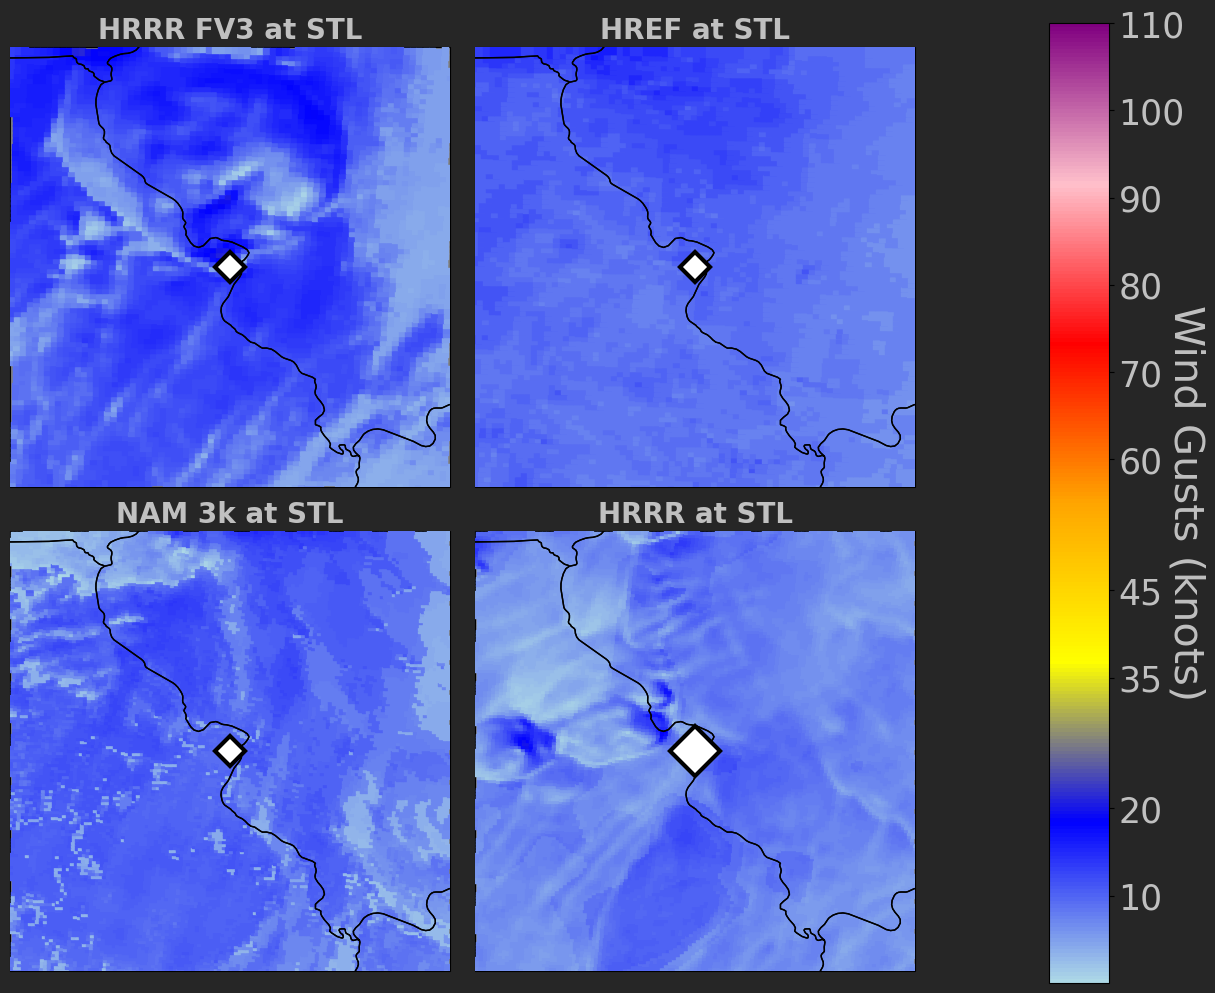 HRRR FV3 at STL
HREF at STL
NAM 3k at STL
HRRR at STL
110
100
90
80
70
60
45
35
20
10
Wind Gusts (knots)